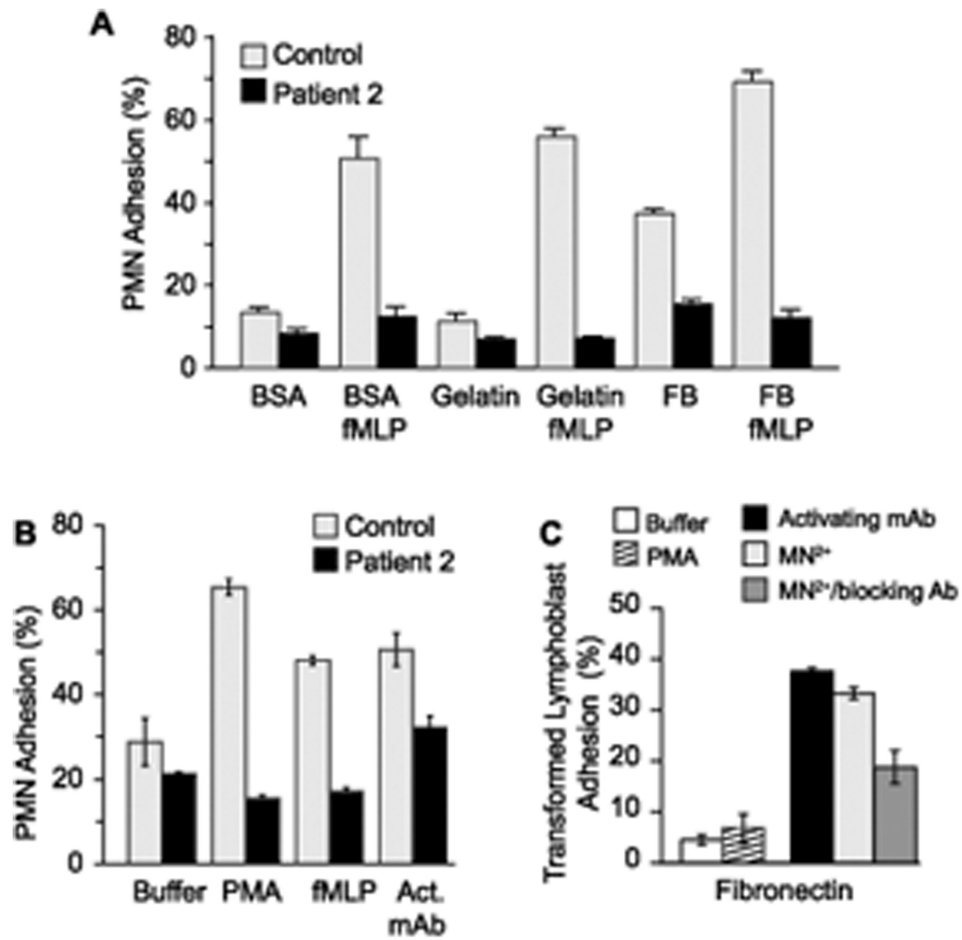 A
80
60
40
20
0
PMN Adhesion (%)
Control
Patient 2
BSA
BSA
fMLP
Gelatin
Gelatin
fMLP
FB
FB
fMLP
B
80
60
40
20
0
PMN Adhesion (%)
Control
Patient 2
Buffer
PMA
fMLP
Act.
mAb
C
Buffer
PMA
Activating mAb
MN²⁺
MN²⁺/blocking Ab
50
40
30
20
10
0
Transformed Lymphoblast
Adhesion (%)
Fibronectin